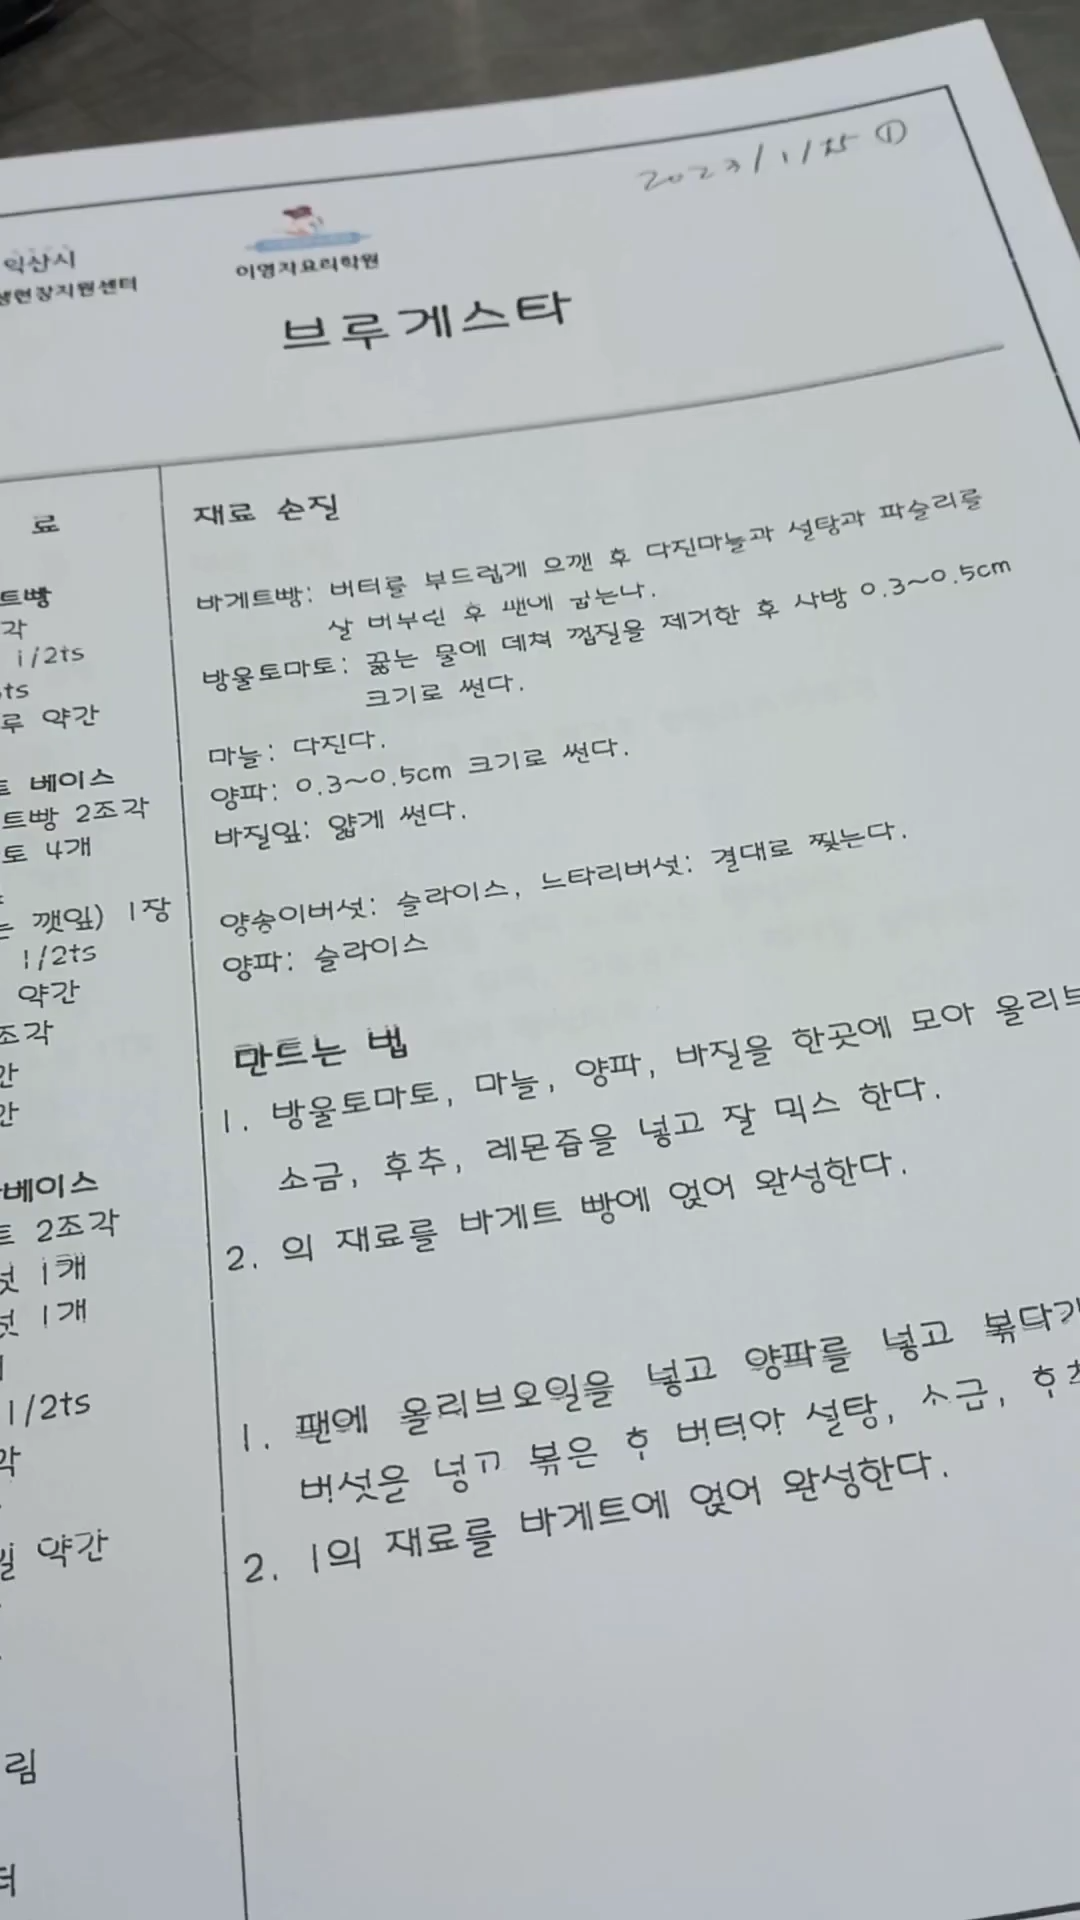 2023/1/ ①
익산시
이영자요리학원
브루게스타
료
트빵
각
1/2ts
ts
루 약간
트 베이스
트빵 2조각
토 4개
는 깻잎) 1장
1/2ts
약간
조각
베이스
트 2조각
섯 1개
섯 1개
1/2ts
일 약간
림
터
재료 손질
바게트빵: 버터를 부드럽게 으깬 후 다진마늘과 설탕과 파슬리를
살 버무린 후 팬에 굽는다.
방울토마토: 끓는 물에 데쳐 껍질을 제거한 후 사방 0.3~0.5cm
크기로 썬다.
마늘: 다진다.
양파: 0.3~0.5cm 크기로 썬다.
바질잎: 얇게 썬다.
양송이버섯: 슬라이스, 느타리버섯: 결대로 찢는다.
양파: 슬라이스
만드는 법
1. 방울토마토, 마늘, 양파, 바질을 한곳에 모아 올리브
소금, 후추, 레몬즙을 넣고 잘 믹스 한다.
2. 의 재료를 바게트 빵에 얹어 완성한다.
1. 팬에 올리브오일을 넣고 양파를 넣고 볶다가
버섯을 넣고 볶은 후 버터와 설탕, 소금, 후추
2. 1의 재료를 바게트에 얹어 완성한다.